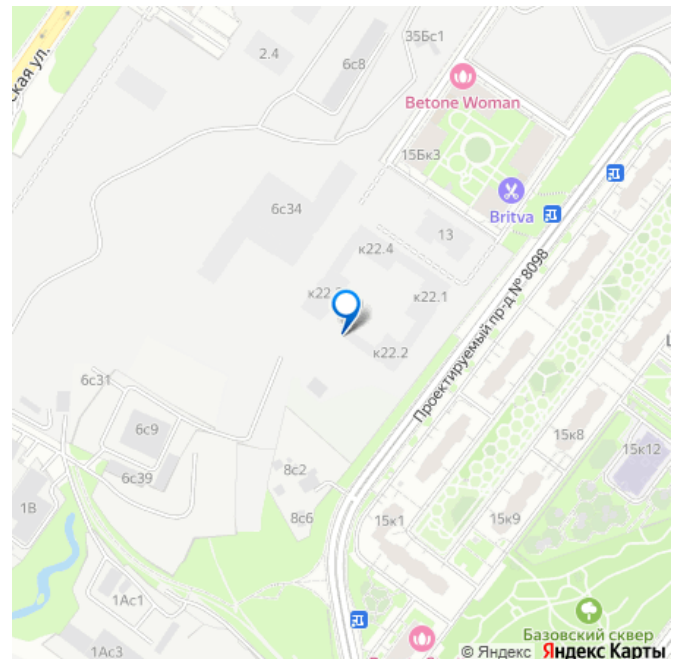 35Бс1
2.4
6с8
ская ул.
Betone Woman
15Бк3
Britva
6с34
13
к22.4
к22.1
к22.2
Проектируемый пр-д № 8098
6с31
6с9
15к8
15к12
6с39
8с2
1В
8с6
15к1
15к9
1Ас1
Базовский сквер
1Ас3
© Яндекс Яндекс Карты